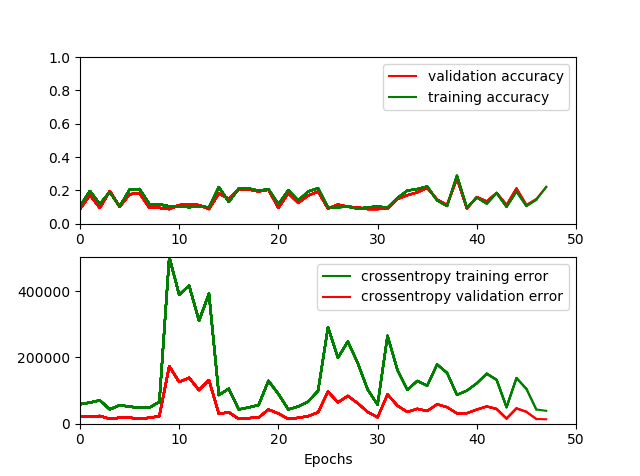 1.0
validation accuracy
training accuracy
0.8
0.6
0.4
0.2
0.0
0 10 20 30 40 50
crossentropy training error
crossentropy validation error
400000
200000
0
0 10 20 30 40 50
Epochs